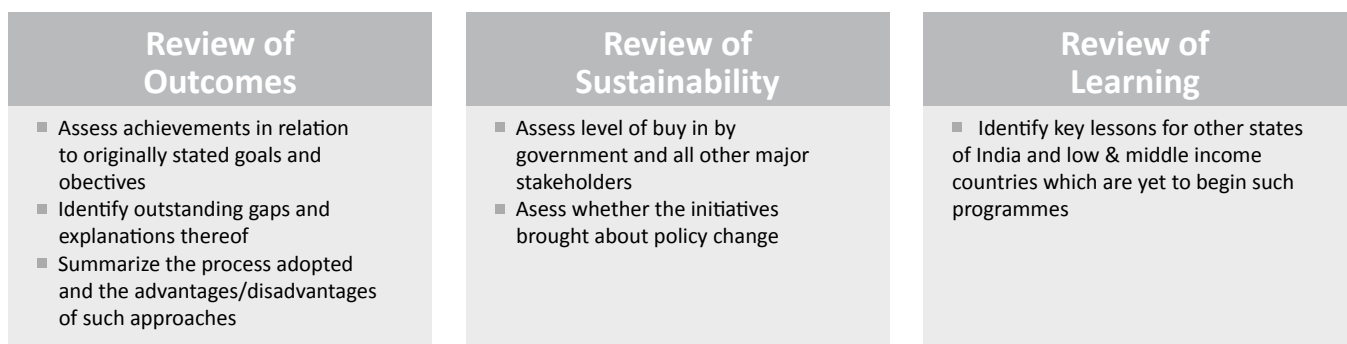 Review of
Outcomes
Assess achievements in relation
to originally stated goals and
obectives
Identify outstanding gaps and
explanations thereof
Summarize the process adopted
and the advantages/disadvantages
of such approaches
Review of
Sustainability
Assess level of buy in by
government and all other major
stakeholders
Asess whether the initiatives
brought about policy change
Review of
Learning
Identify key lessons for other states
of India and low & middle income
countries which are yet to begin such
programmes